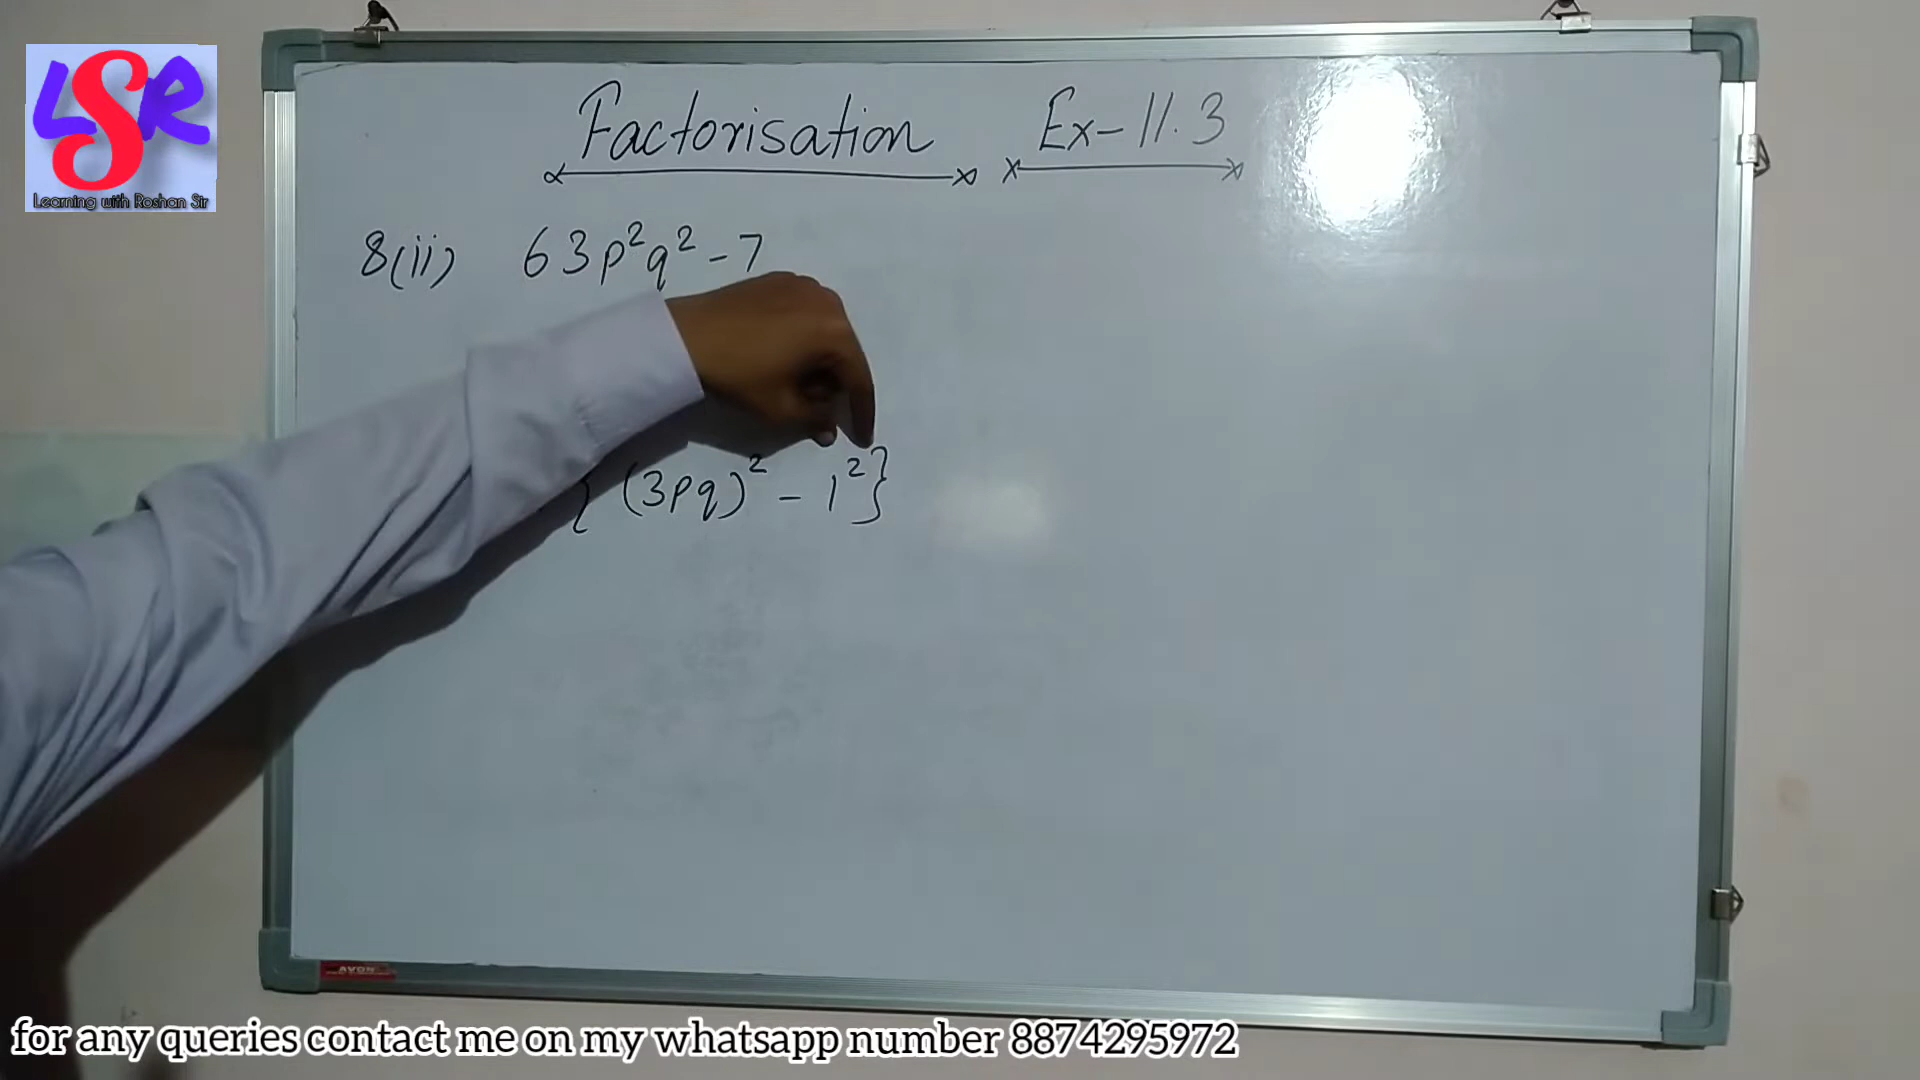 LSR
Learning with Roshan Sir
Factorisation Ex-11.3
8(ii) 63p²q² - 7
{ (3pq)² - 1²}
AVON
for any queries contact me on my whatsapp number 8874295972